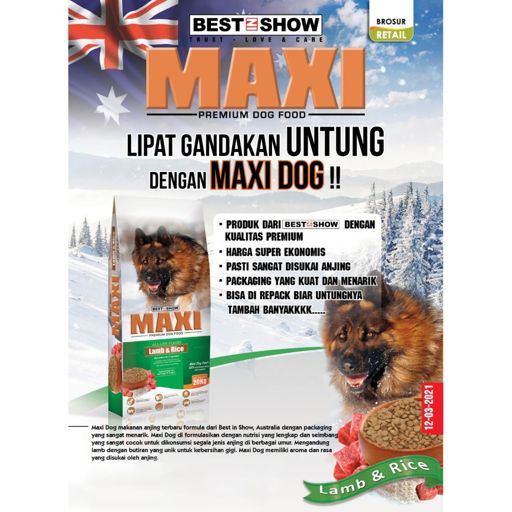 BEST IN SHOW
TRUST - LOVE & CARE
BROSUR
RETAIL
MAXI
PREMIUM DOG FOOD
LIPAT GANDAKAN UNTUNG
DENGAN MAXI DOG !!
• PRODUK DARI BEST IN SHOW DENGAN
KUALITAS PREMIUM
• HARGA SUPER EKONOMIS
• PASTI SANGAT DISUKAI ANJING
• PACKAGING YANG KUAT DAN MENARIK
• BISA DI REPACK BIAR UNTUNGNYA
TAMBAH BANYAKKKK.....
BEST IN SHOW
MAXI
PREMIUM DOG FOOD
Lamb & Rice
20KG
12-03-2021
Maxi Dog makanan anjing terbaru formula dari Best in Show, Australia dengan packaging
yang sangat menarik. Maxi Dog di formulasikan dengan nutrisi yang lengkap dan seimbang
yang sangat cocok untuk dikonsumsi segala jenis anjing di berbagai umur. Mengandung
lamb dengan butiran yang unik untuk kebersihan gigi. Maxi Dog memiliki aroma dan rasa
yang disukai oleh anjing.
Lamb & Rice